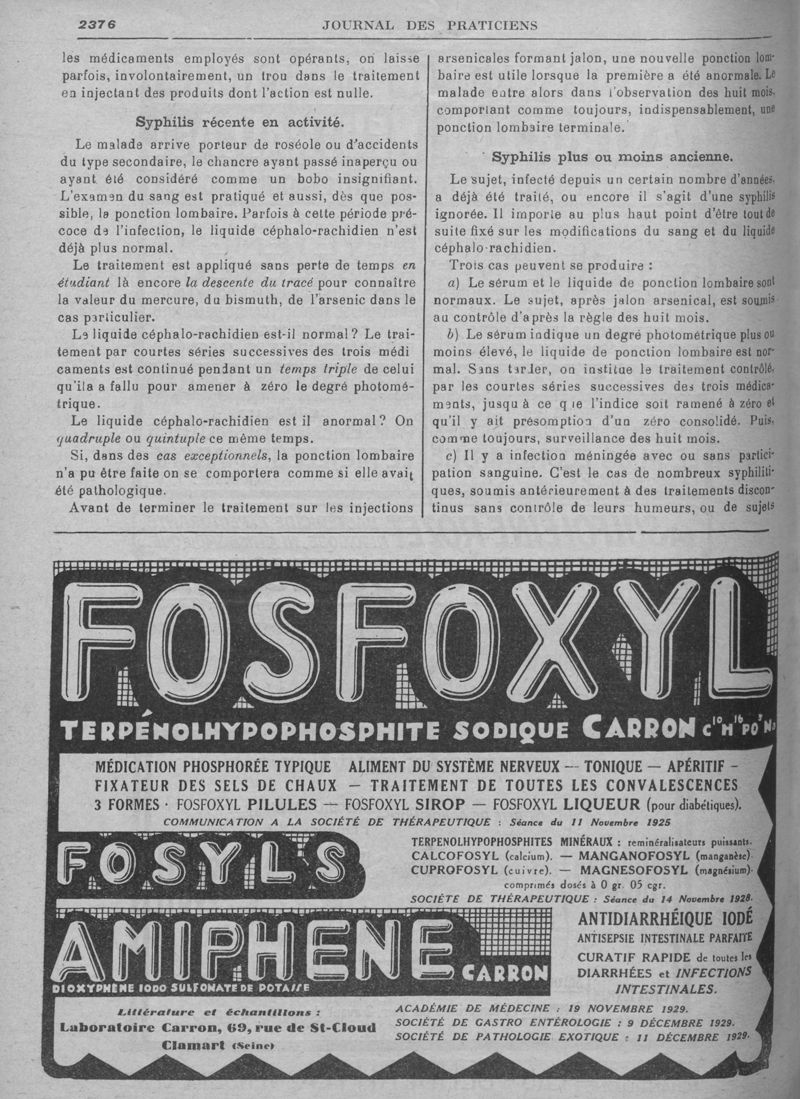 2376
JOURNAL DES PRATICIENS
les médicaments employés sont opérants, on laisse
parfois, involontairement, un trou dans le traitement
en injectant des produits dont l'action est nulle.
Syphilis récente en activité.
Le malade arrive porteur de roséole ou d'accidents
du type secondaire, le chancre ayant passé inaperçu ou
ayant été considéré comme un bobo insignifiant.
L'examen du sang est pratiqué et aussi, dès que pos-
sible, la ponction lombaire. Parfois à cette période pré-
coce de l'infection, le liquide céphalo-rachidien n'est
déjà plus normal.
Le traitement est appliqué sans perte de temps en
étudiant là encore la descente du tracé pour connaître
la valeur du mercure, du bismuth, de l'arsenic dans le
cas particulier.
Le liquide céphalo-rachidien est-il normal? Le trai-
tement par courtes séries successives des trois médi
caments est continué pendant un temps triple de celui
qu'il a fallu pour amener à zéro le degré photomé-
trique.
Le liquide céphalo-rachidien est il anormal? On
quadruple ou quintuple ce même temps.
Si, dans des cas exceptionnels, la ponction lombaire
n'a pu être faite on se comportera comme si elle avait
été pathologique.
Avant de terminer le traitement sur les injections
arsenicales formant jalon, une nouvelle ponction lom-
baire est utile lorsque la première a été anormale. Le
malade entre alors dans l'observation des huit mois,
comportant comme toujours, indispensablement, une
ponction lombaire terminale.
Syphilis plus ou moins ancienne.
Le sujet, infecté depuis un certain nombre d'années,
a déjà été traité, ou encore il s'agit d'une syphilis
ignorée. Il importe au plus haut point d'être tout de
suite fixé sur les modifications du sang et du liquide
céphalo-rachidien.
Trois cas peuvent se produire :
a) Le sérum et le liquide de ponction lombaire sont
normaux. Le sujet, après jalon arsenical, est soumis
au contrôle d'après la règle des huit mois.
b) Le sérum indique un degré photométrique plus ou
moins élevé, le liquide de ponction lombaire est nor-
mal. Sans tarder, on institue le traitement contrôlé,
par les courtes séries successives des trois médica-
ments, jusqu à ce que l'indice soit ramené à zéro et
qu'il y ait présomption d'un zéro consolidé. Puis,
comme toujours, surveillance des huit mois.
c) Il y a infection méningée avec ou sans partici-
pation sanguine. C'est le cas de nombreux syphiliti-
ques, soumis antérieurement à des traitements discon-
tinus sans contrôle de leurs humeurs, ou de sujets
FOSFOXYL
TERPÉNOLHYPOPHOSPHITE SODIQUE CARRON C¹⁰H¹⁶PO³Na
MÉDICATION PHOSPHORÉE TYPIQUE ALIMENT DU SYSTÈME NERVEUX — TONIQUE — APÉRITIF -
FIXATEUR DES SELS DE CHAUX — TRAITEMENT DE TOUTES LES CONVALESCENCES
3 FORMES · FOSFOXYL PILULES — FOSFOXYL SIROP — FOSFOXYL LIQUEUR (pour diabétiques).
COMMUNICATION A LA SOCIÉTÉ DE THÉRAPEUTIQUE : Séance du 11 Novembre 1925
FOSYL'S
TERPENOLHYPOPHOSPHITES MINÉRAUX : reminéralisateurs puissants.
CALCOFOSYL (calcium). — MANGANOFOSYL (manganèse).
CUPROFOSYL (cuivre). — MAGNESOFOSYL (magnésium).
comprimés dosés à 0 gr. 05 cgr.
SOCIÉTE DE THÉRAPEUTIQUE : Séance du 14 Novembre 1928.
AMIPHENE
CARRON
DIOXYPHÈNE IODO SULFONATE DE POTASSE
ANTIDIARRHÉIQUE IODÉ
ANTISEPSIE INTESTINALE PARFAITE
CURATIF RAPIDE de toutes les
DIARRHÉES et INFECTIONS
INTESTINALES.
Littérature et échantillons :
Laboratoire Carron, 69, rue de St-Cloud
Clamart (Seine)
ACADÉMIE DE MÉDECINE : 19 NOVEMBRE 1929.
SOCIÉTÉ DE GASTRO ENTÉROLOGIE : 9 DÉCEMBRE 1929.
SOCIÉTÉ DE PATHOLOGIE EXOTIQUE : 11 DÉCEMBRE 1929.